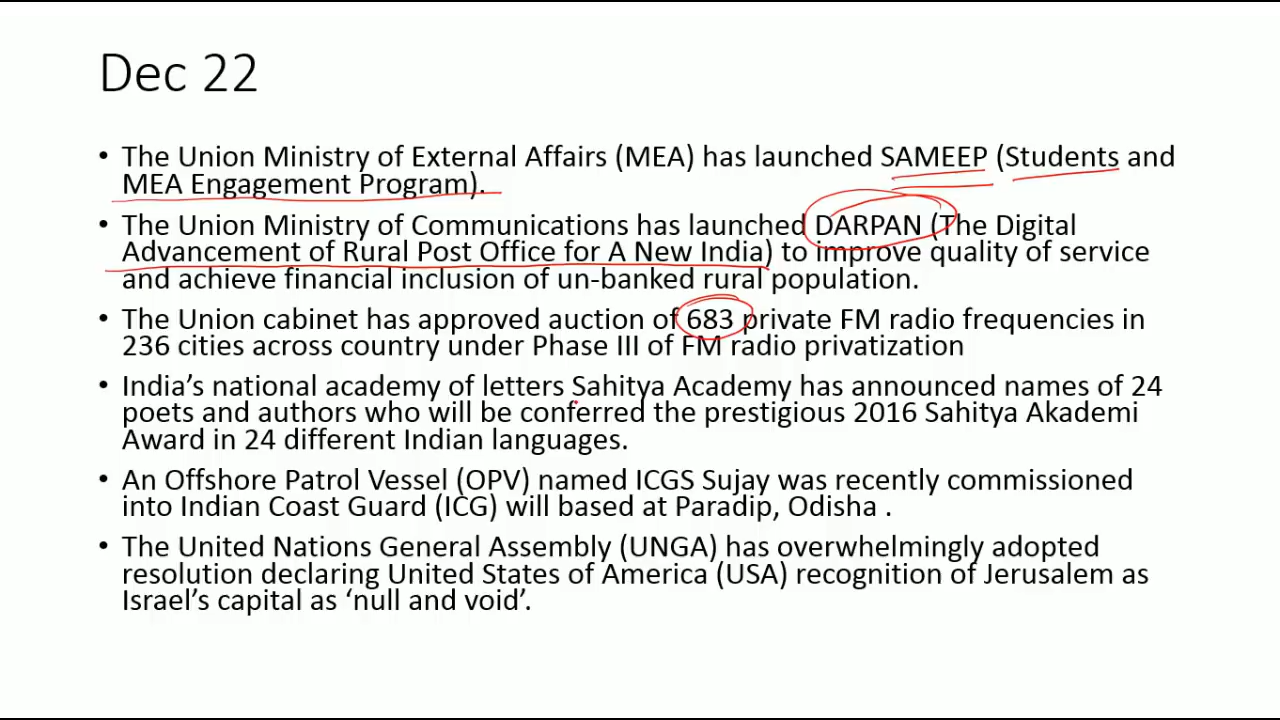 Dec 22
• The Union Ministry of External Affairs (MEA) has launched SAMEEP (Students and
MEA Engagement Program).
• The Union Ministry of Communications has launched DARPAN (The Digital
Advancement of Rural Post Office for A New India) to improve quality of service
and achieve financial inclusion of un-banked rural population.
• The Union cabinet has approved auction of 683 private FM radio frequencies in
236 cities across country under Phase III of FM radio privatization
• India’s national academy of letters Sahitya Academy has announced names of 24
poets and authors who will be conferred the prestigious 2016 Sahitya Akademi
Award in 24 different Indian languages.
• An Offshore Patrol Vessel (OPV) named ICGS Sujay was recently commissioned
into Indian Coast Guard (ICG) will based at Paradip, Odisha .
• The United Nations General Assembly (UNGA) has overwhelmingly adopted
resolution declaring United States of America (USA) recognition of Jerusalem as
Israel’s capital as ‘null and void’.